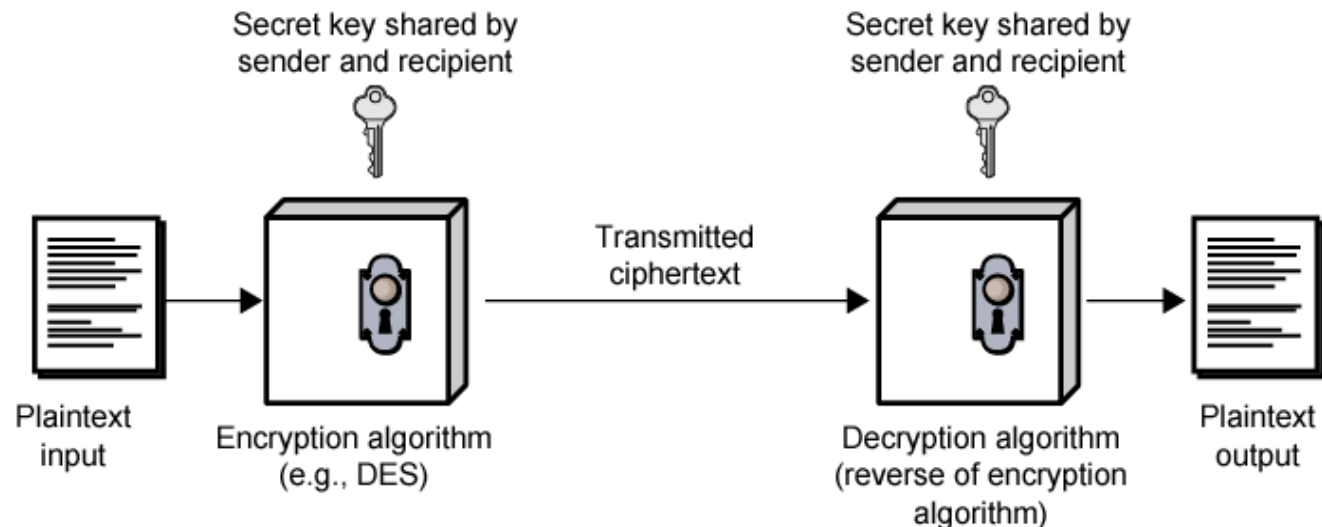 Secret key shared by
sender and recipient
Secret key shared by
sender and recipient
Transmitted
ciphertext
Plaintext
input
Encryption algorithm
(e.g., DES)
Decryption algorithm
(reverse of encryption
algorithm)
Plaintext
output